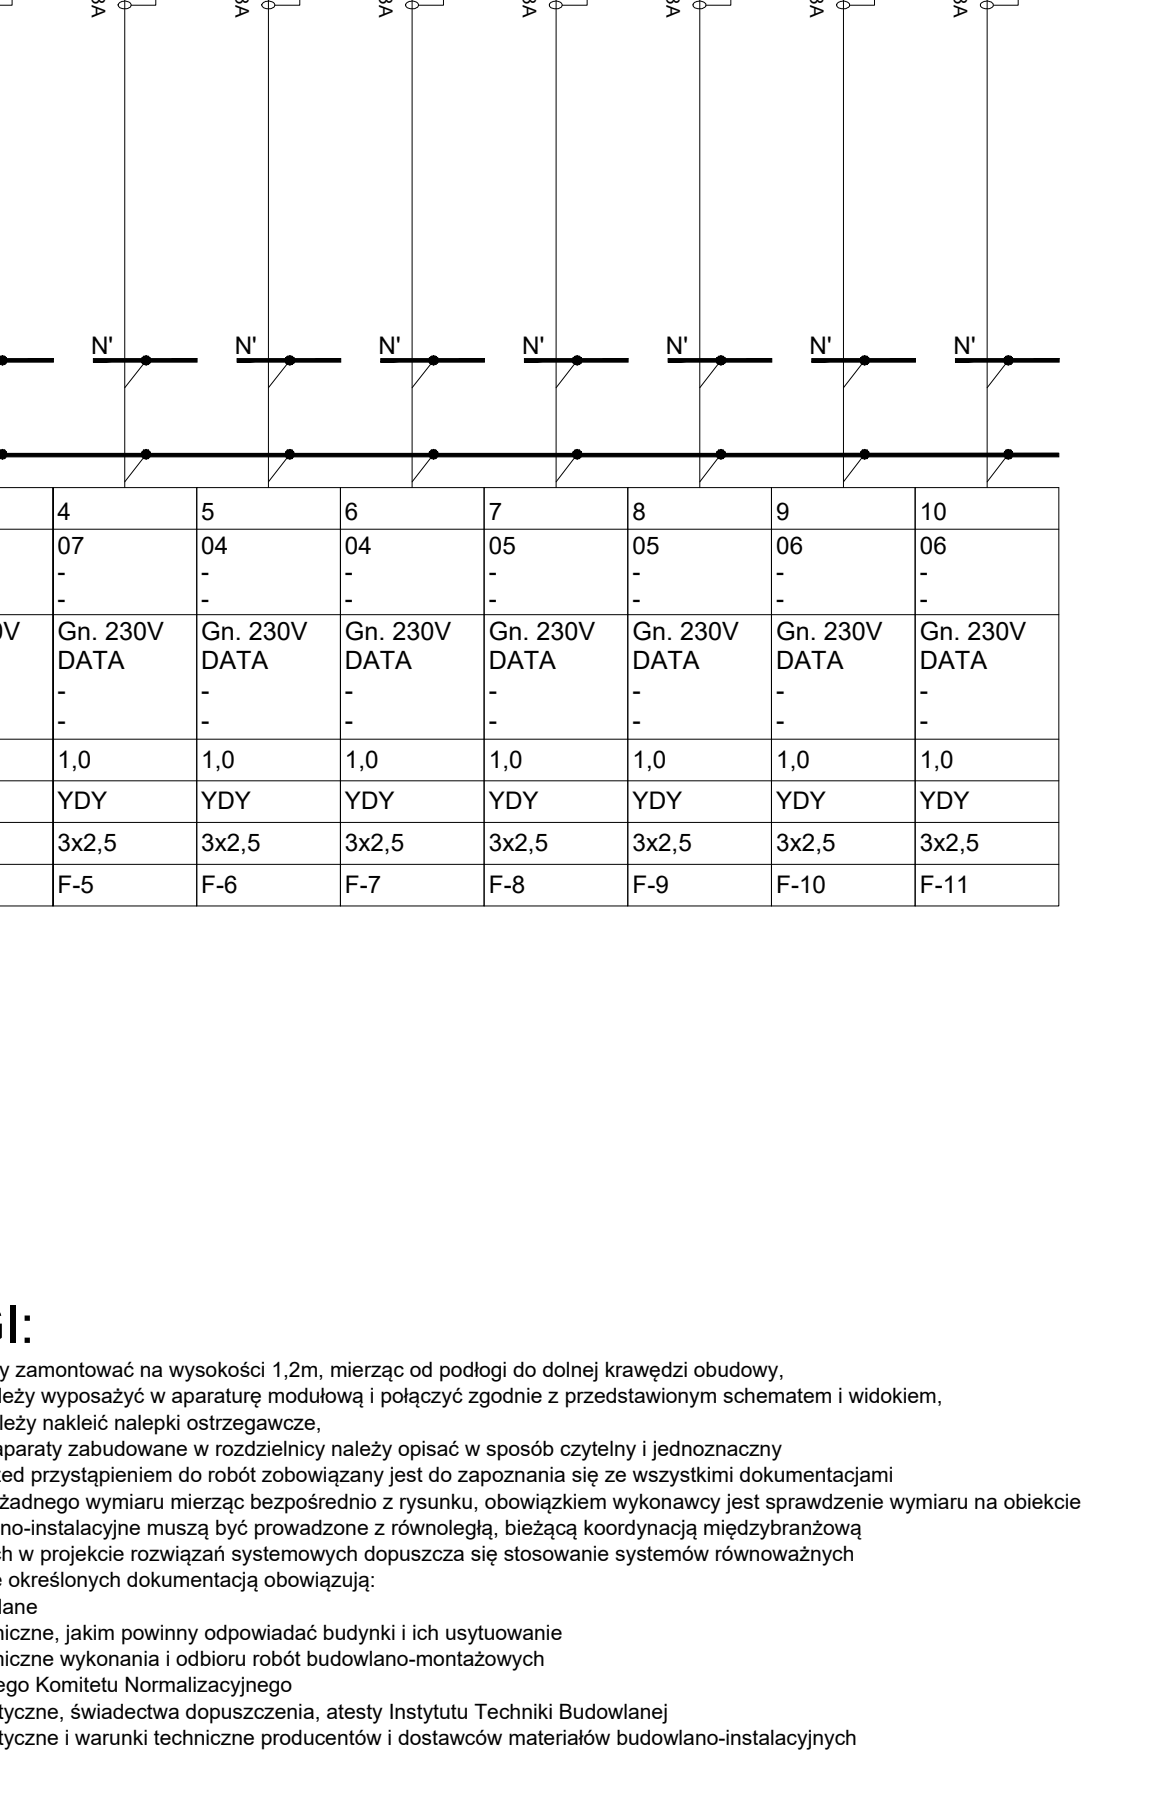 N' N' N' N' N' N' N'
4 5 6 7 8 9 10
07 04 04 05 05 06 06
- - - - - - -
- - - - - - -
Gn. 230V Gn. 230V Gn. 230V Gn. 230V Gn. 230V Gn. 230V Gn. 230V
DATA DATA DATA DATA DATA DATA DATA
- - - - - - -
- - - - - - -
1,0 1,0 1,0 1,0 1,0 1,0 1,0
YDY YDY YDY YDY YDY YDY YDY
3x2,5 3x2,5 3x2,5 3x2,5 3x2,5 3x2,5 3x2,5
F-5 F-6 F-7 F-8 F-9 F-10 F-11
zamontować na wysokości 1,2m, mierząc od podłogi do dolnej krawędzi obudowy,
wyposażyć w aparaturę modułową i połączyć zgodnie z przedstawionym schematem i widokiem,
nakleić nalepki ostrzegawcze,
aparaty zabudowane w rozdzielnicy należy opisać w sposób czytelny i jednoznaczny
przystąpieniem do robót zobowiązany jest do zapoznania się ze wszystkimi dokumentacjami
żadnego wymiaru mierząc bezpośrednio z rysunku, obowiązkiem wykonawcy jest sprawdzenie wymiaru na obiekcie
no-instalacyjne muszą być prowadzone z równoległą, bieżącą koordynacją międzybranżową
w projekcie rozwiązań systemowych dopuszcza się stosowanie systemów równoważnych
określonych dokumentacją obowiązują:
lane
niczne, jakim powinny odpowiadać budynki i ich usytuowanie
niczne wykonania i odbioru robót budowlano-montażowych
ego Komitetu Normalizacyjnego
tyczne, świadectwa dopuszczenia, atesty Instytutu Techniki Budowlanej
tyczne i warunki techniczne producentów i dostawców materiałów budowlano-instalacyjnych